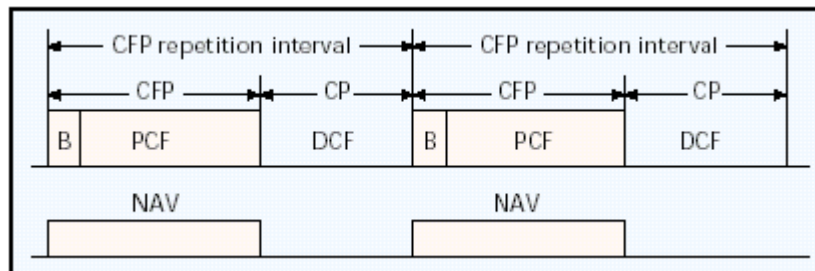 CFP repetition interval CFP repetition interval
CFP CP CFP CP
B PCF DCF B PCF DCF
NAV NAV